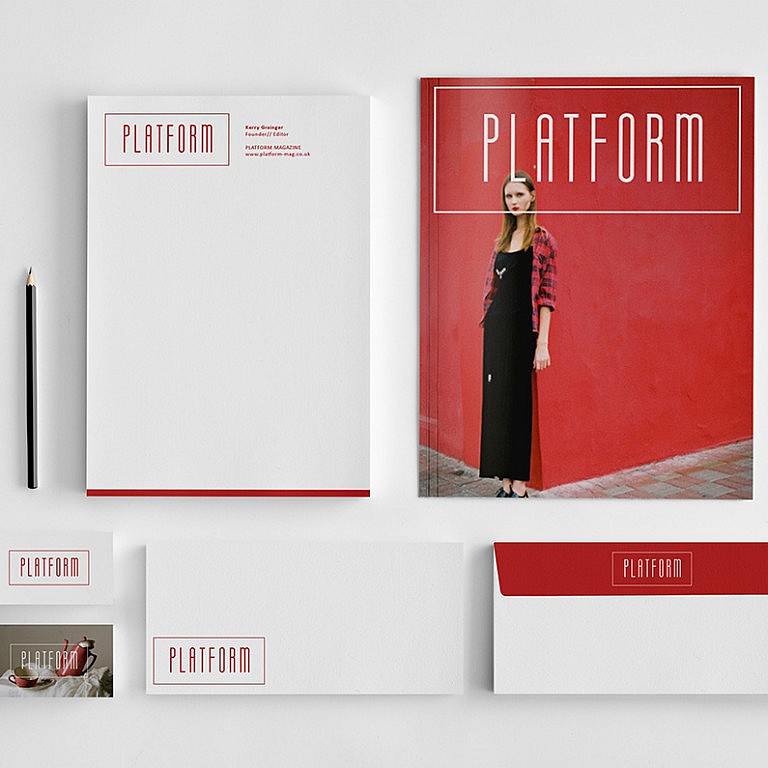 PLATFORM
Kerry Grainger
Founder// Editor
PLATFORM MAGAZINE
www.platform-mag.co.uk
PLATFORM
PLATFORM
PLATFORM
PLATFORM
PLATFORM